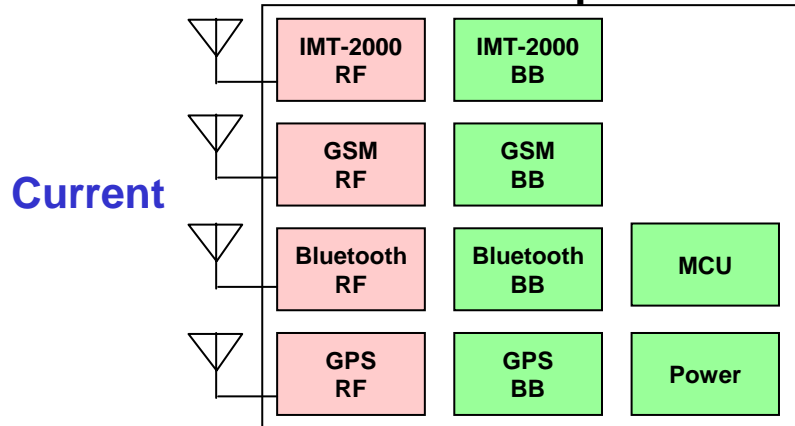 IMT-2000
RF
IMT-2000
BB
GSM
RF
GSM
BB
Current
Bluetooth
RF
Bluetooth
BB
MCU
GPS
RF
GPS
BB
Power